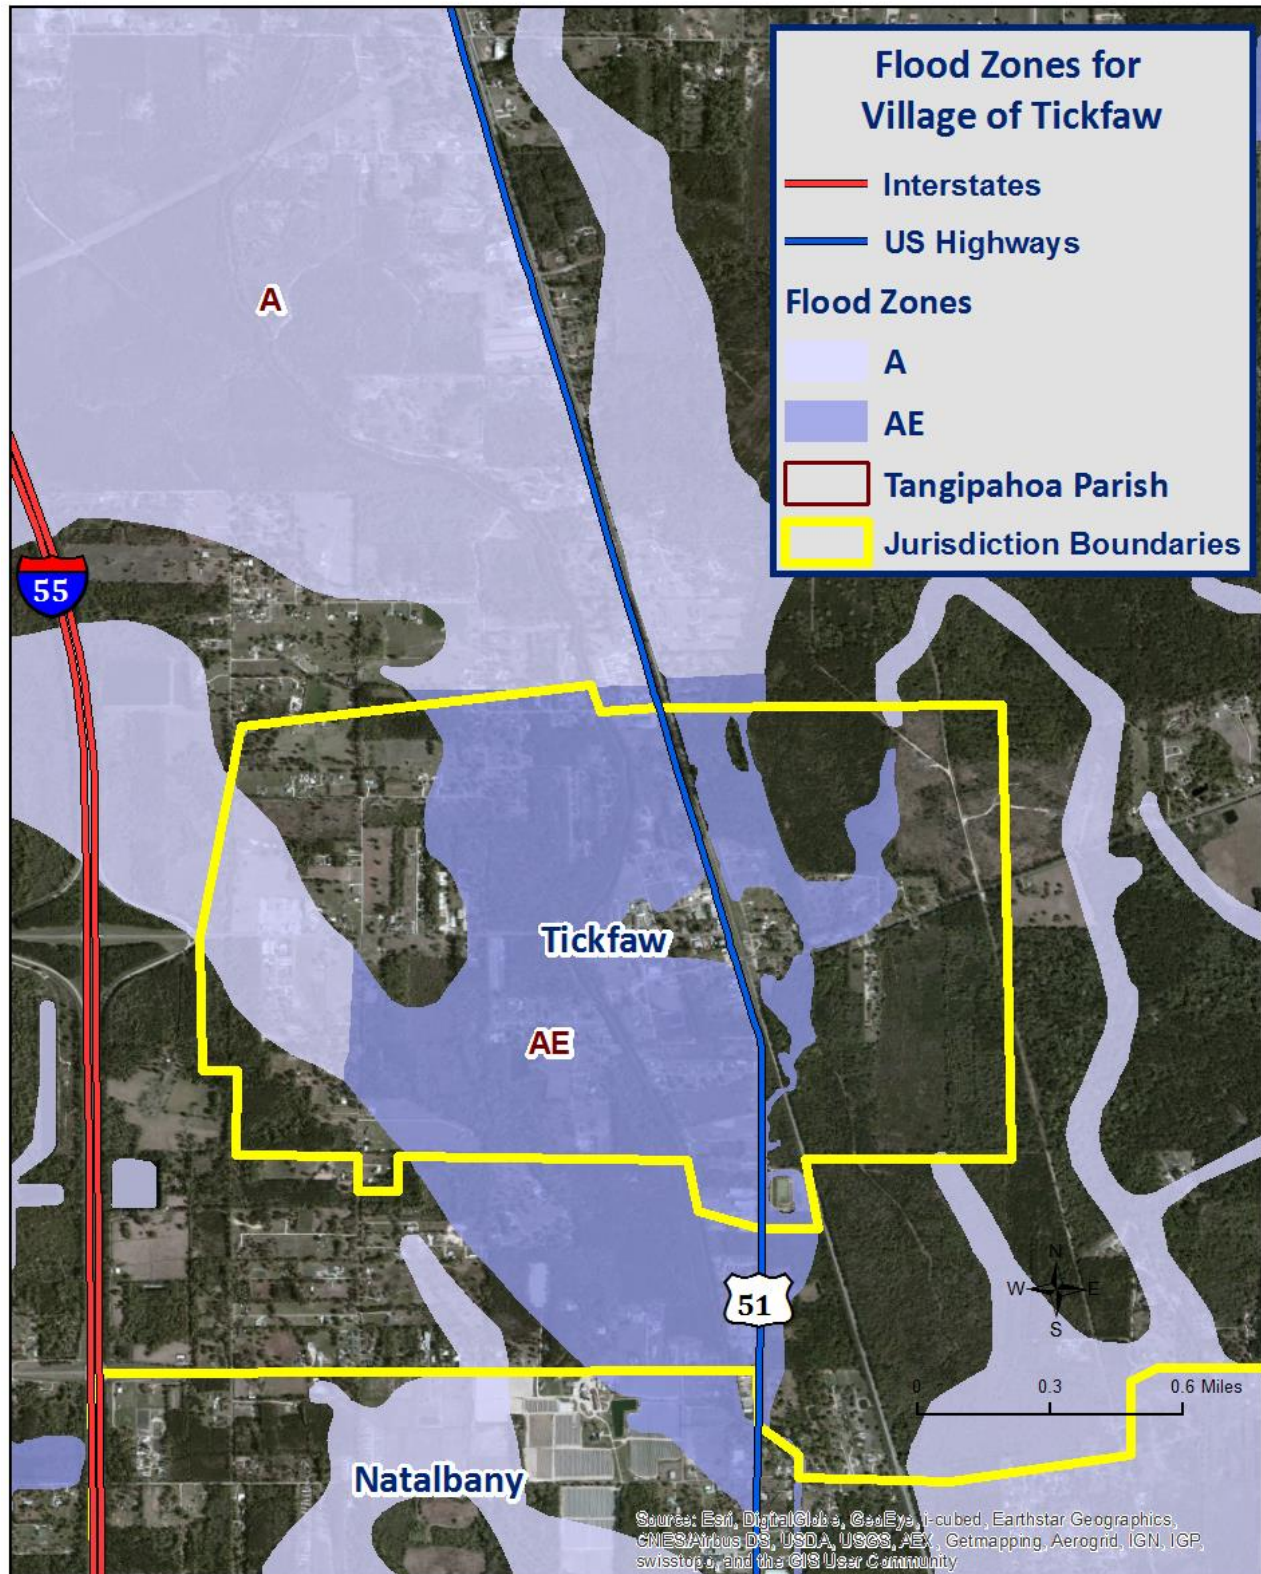 Flood Zones for
Village of Tickfaw
Interstates
US Highways
Flood Zones
A
AE
Tangipahoa Parish
Jurisdiction Boundaries
A
55
Tickfaw
AE
51
N
W E
S
0 0.3 0.6 Miles
Natalbany
Source: Esri, DigitalGlobe, GeoEye, i-cubed, Earthstar Geographics,
CNES/Airbus DS, USDA, USGS, AEX, Getmapping, Aerogrid, IGN, IGP,
swisstopo, and the GIS User Community